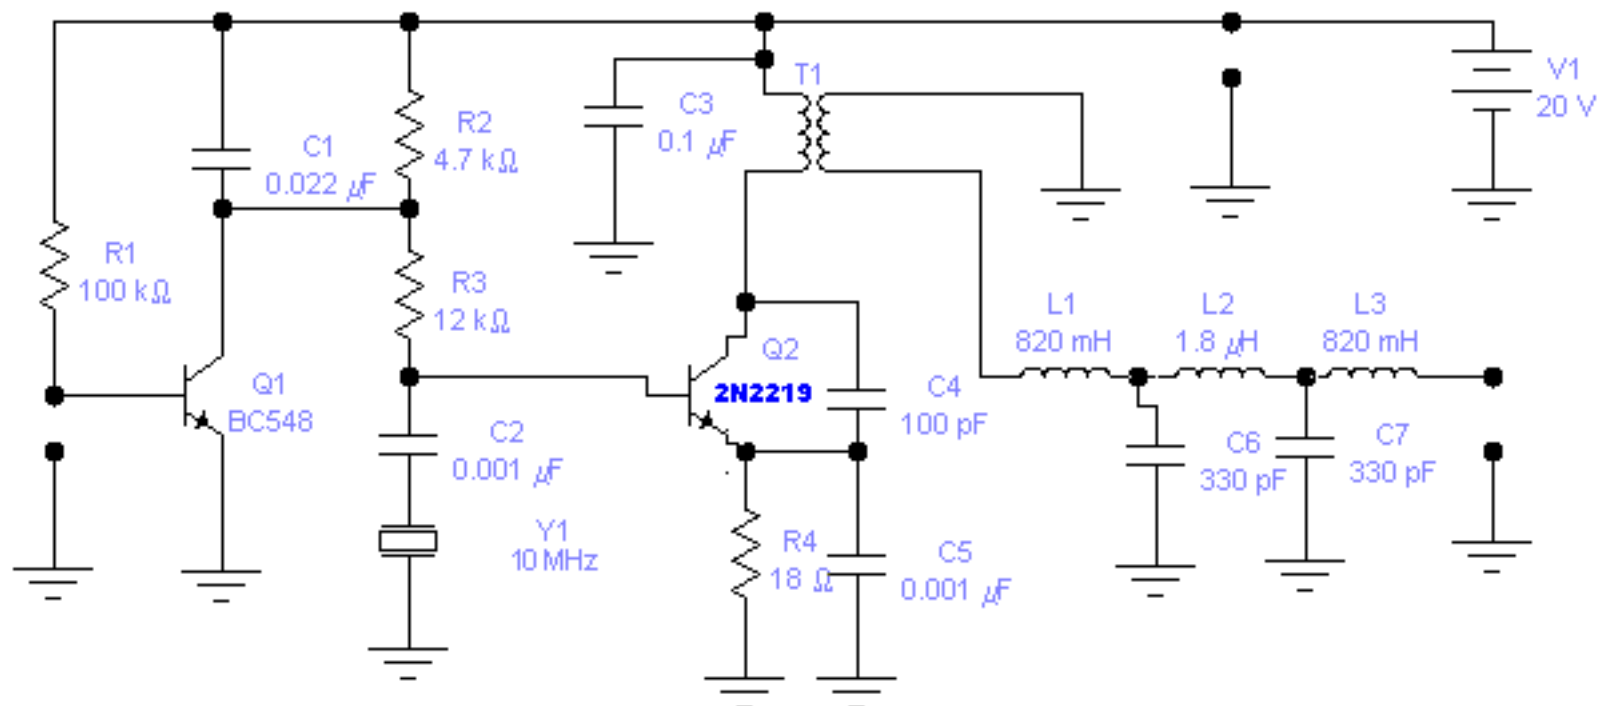 T1
V1
20 V
C3
0.1 µF
R2
4.7 kΩ
C1
0.022 µF
R1
100 kΩ
R3
12 kΩ
L1
820 mH
L2
1.8 µH
L3
820 mH
Q2
2N2219
Q1
BC548
C4
100 pF
C2
0.001 µF
C6
330 pF
C7
330 pF
Y1
10 MHz
R4
18 Ω
C5
0.001 µF